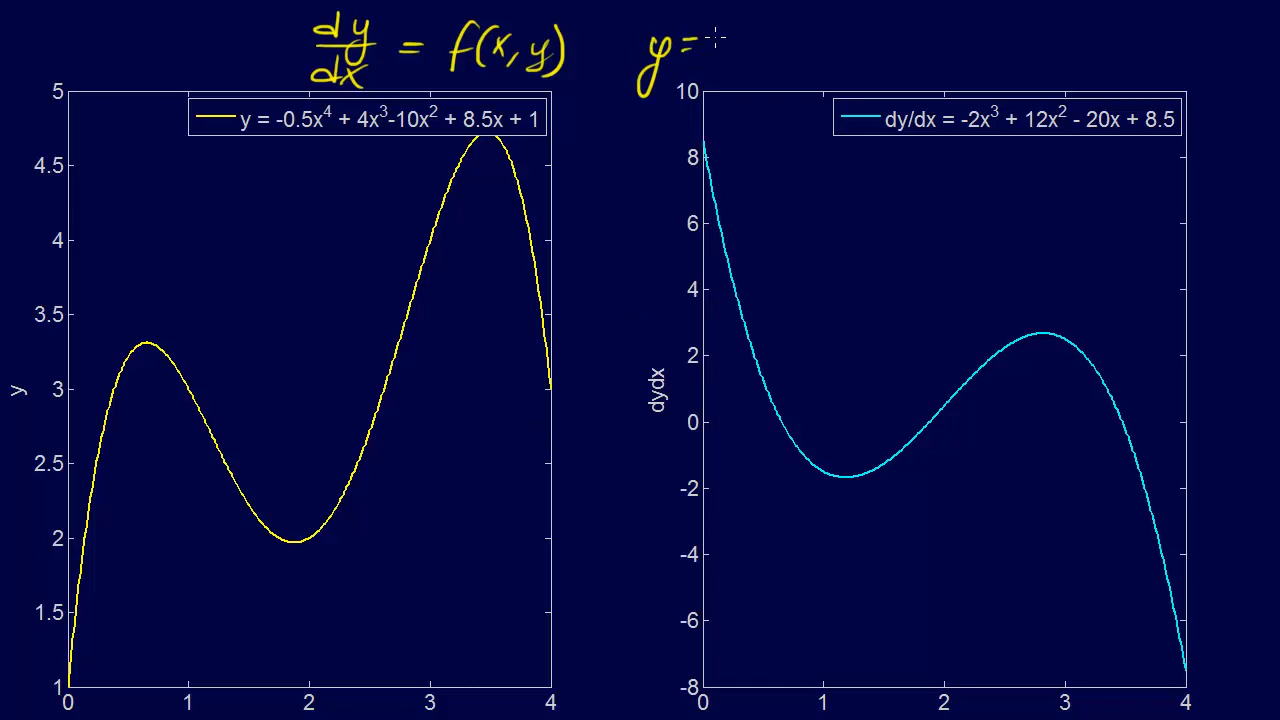 dy/dx = f(x, y) y =
y = -0.5x⁴ + 4x³-10x² + 8.5x + 1
5
4.5
4
3.5
3
2.5
2
1.5
1
y
0 1 2 3 4
dy/dx = -2x³ + 12x² - 20x + 8.5
10
8
6
4
2
0
-2
-4
-6
-8
dydx
0 1 2 3 4